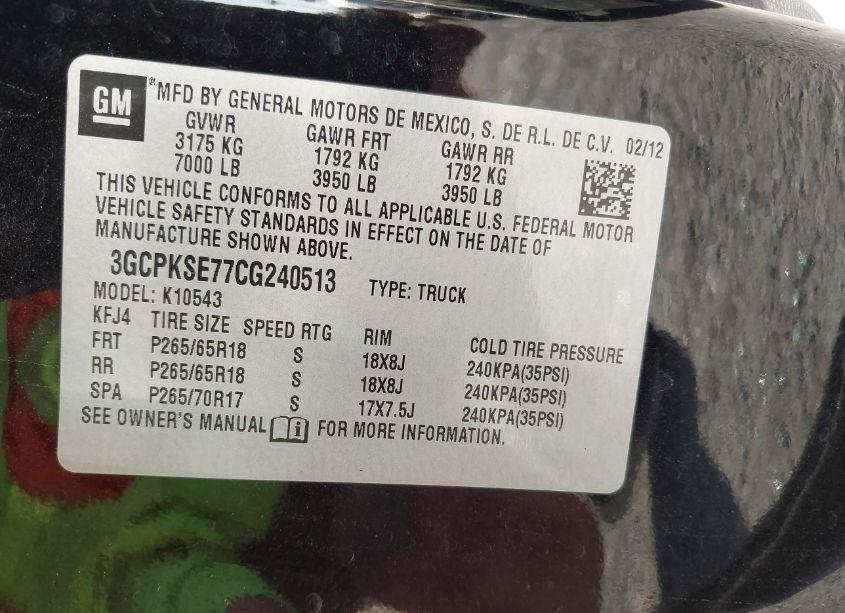 GM ® MFD BY GENERAL MOTORS DE MEXICO, S. DE R.L. DE C.V. 02/12
GVWR GAWR FRT GAWR RR
3175 KG 1792 KG 1792 KG
7000 LB 3950 LB 3950 LB
THIS VEHICLE CONFORMS TO ALL APPLICABLE U.S. FEDERAL MOTOR
VEHICLE SAFETY STANDARDS IN EFFECT ON THE DATE OF
MANUFACTURE SHOWN ABOVE.
3GCPKSE77CG240513 TYPE: TRUCK
MODEL: K10543
KFJ4 TIRE SIZE SPEED RTG RIM COLD TIRE PRESSURE
FRT P265/65R18 S 18X8J 240KPA(35PSI)
RR P265/65R18 S 18X8J 240KPA(35PSI)
SPA P265/70R17 S 17X7.5J 240KPA(35PSI)
SEE OWNER'S MANUAL i FOR MORE INFORMATION.